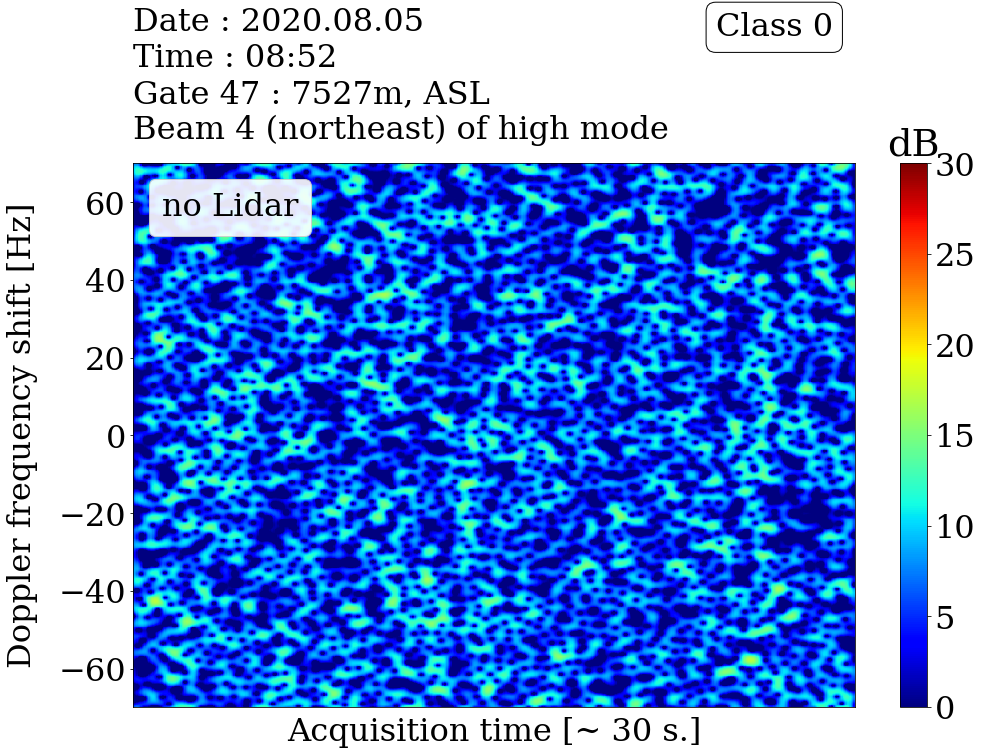 Date : 2020.08.05
Time : 08:52
Gate 47 : 7527m, ASL
Beam 4 (northeast) of high mode
Class 0
dB
no Lidar
Doppler frequency shift [Hz]
60
40
20
0
−20
−40
−60
Acquisition time [~ 30 s.]
30
25
20
15
10
5
0